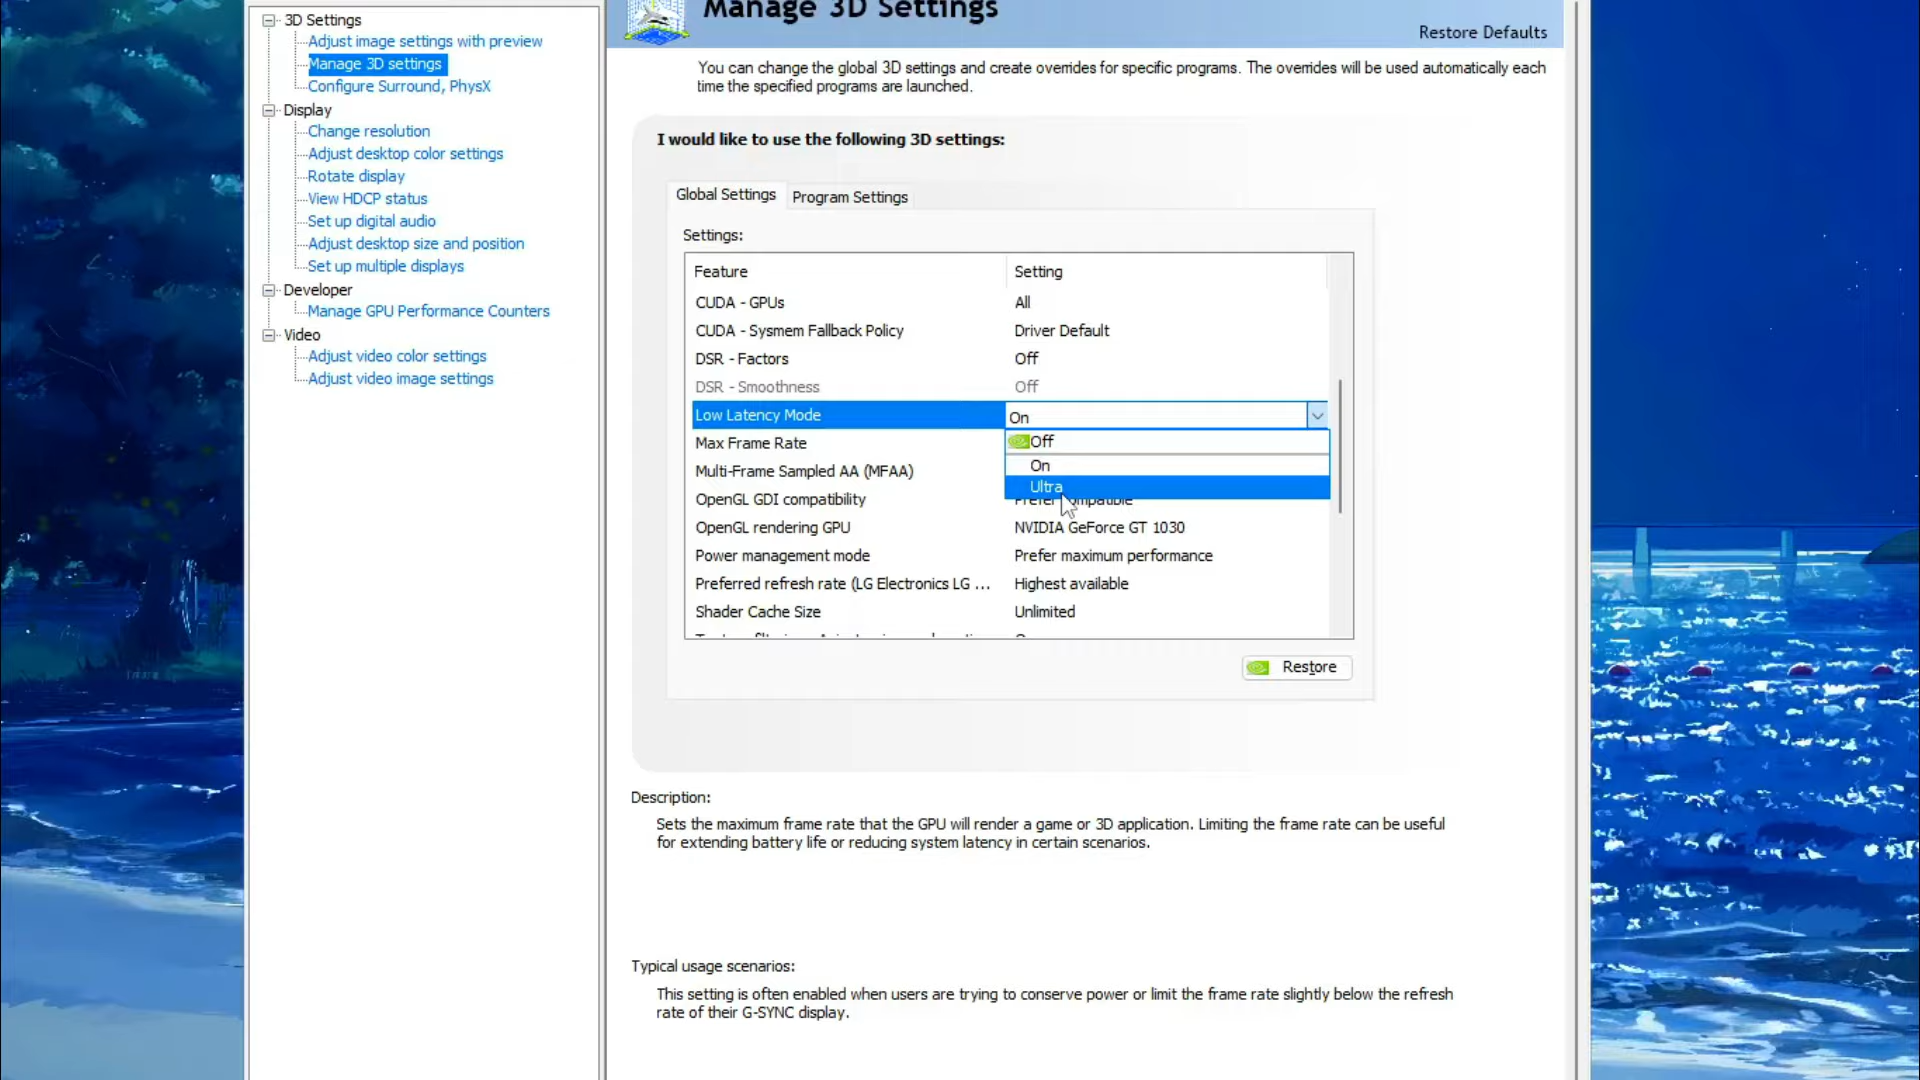 3D Settings
Adjust image settings with preview
Manage 3D settings
Configure Surround, PhysX
Display
Change resolution
Adjust desktop color settings
Rotate display
View HDCP status
Set up digital audio
Adjust desktop size and position
Set up multiple displays
Developer
Manage GPU Performance Counters
Video
Adjust video color settings
Adjust video image settings
Manage 3D Settings
Restore Defaults
You can change the global 3D settings and create overrides for specific programs. The overrides will be used automatically each
time the specified programs are launched.
I would like to use the following 3D settings:
Global Settings Program Settings
Settings:
Feature Setting
CUDA - GPUs All
CUDA - Sysmem Fallback Policy Driver Default
DSR - Factors Off
DSR - Smoothness Off
Low Latency Mode On
Max Frame Rate Off
On
Multi-Frame Sampled AA (MFAA) Ultra
OpenGL GDI compatibility Prefer compatible
OpenGL rendering GPU NVIDIA GeForce GT 1030
Power management mode Prefer maximum performance
Preferred refresh rate (LG Electronics LG ... Highest available
Shader Cache Size Unlimited
Restore
Description:
Sets the maximum frame rate that the GPU will render a game or 3D application. Limiting the frame rate can be useful
for extending battery life or reducing system latency in certain scenarios.
Typical usage scenarios:
This setting is often enabled when users are trying to conserve power or limit the frame rate slightly below the refresh
rate of their G-SYNC display.